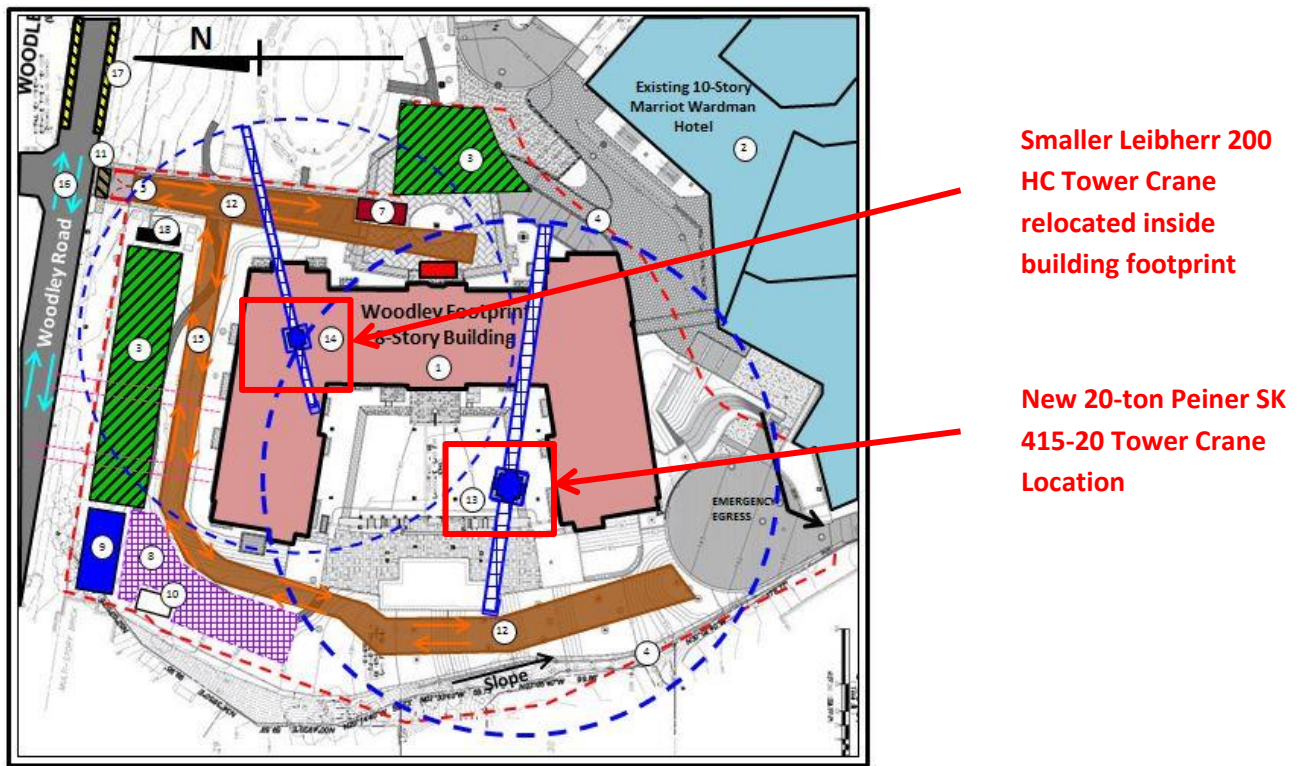 WOODLE
N
17
Existing 10-Story
Marriot Wardman
Hotel
2
3
11
16
5
12
7
4
18
Woodley Road
Woodley Footprint
8-Story Building
14
1
3
15
13
EMERGENCY
EGRESS
9
8
10
12
4
Slope
Smaller Leibherr 200
HC Tower Crane
relocated inside
building footprint
New 20-ton Peiner SK
415-20 Tower Crane
Location